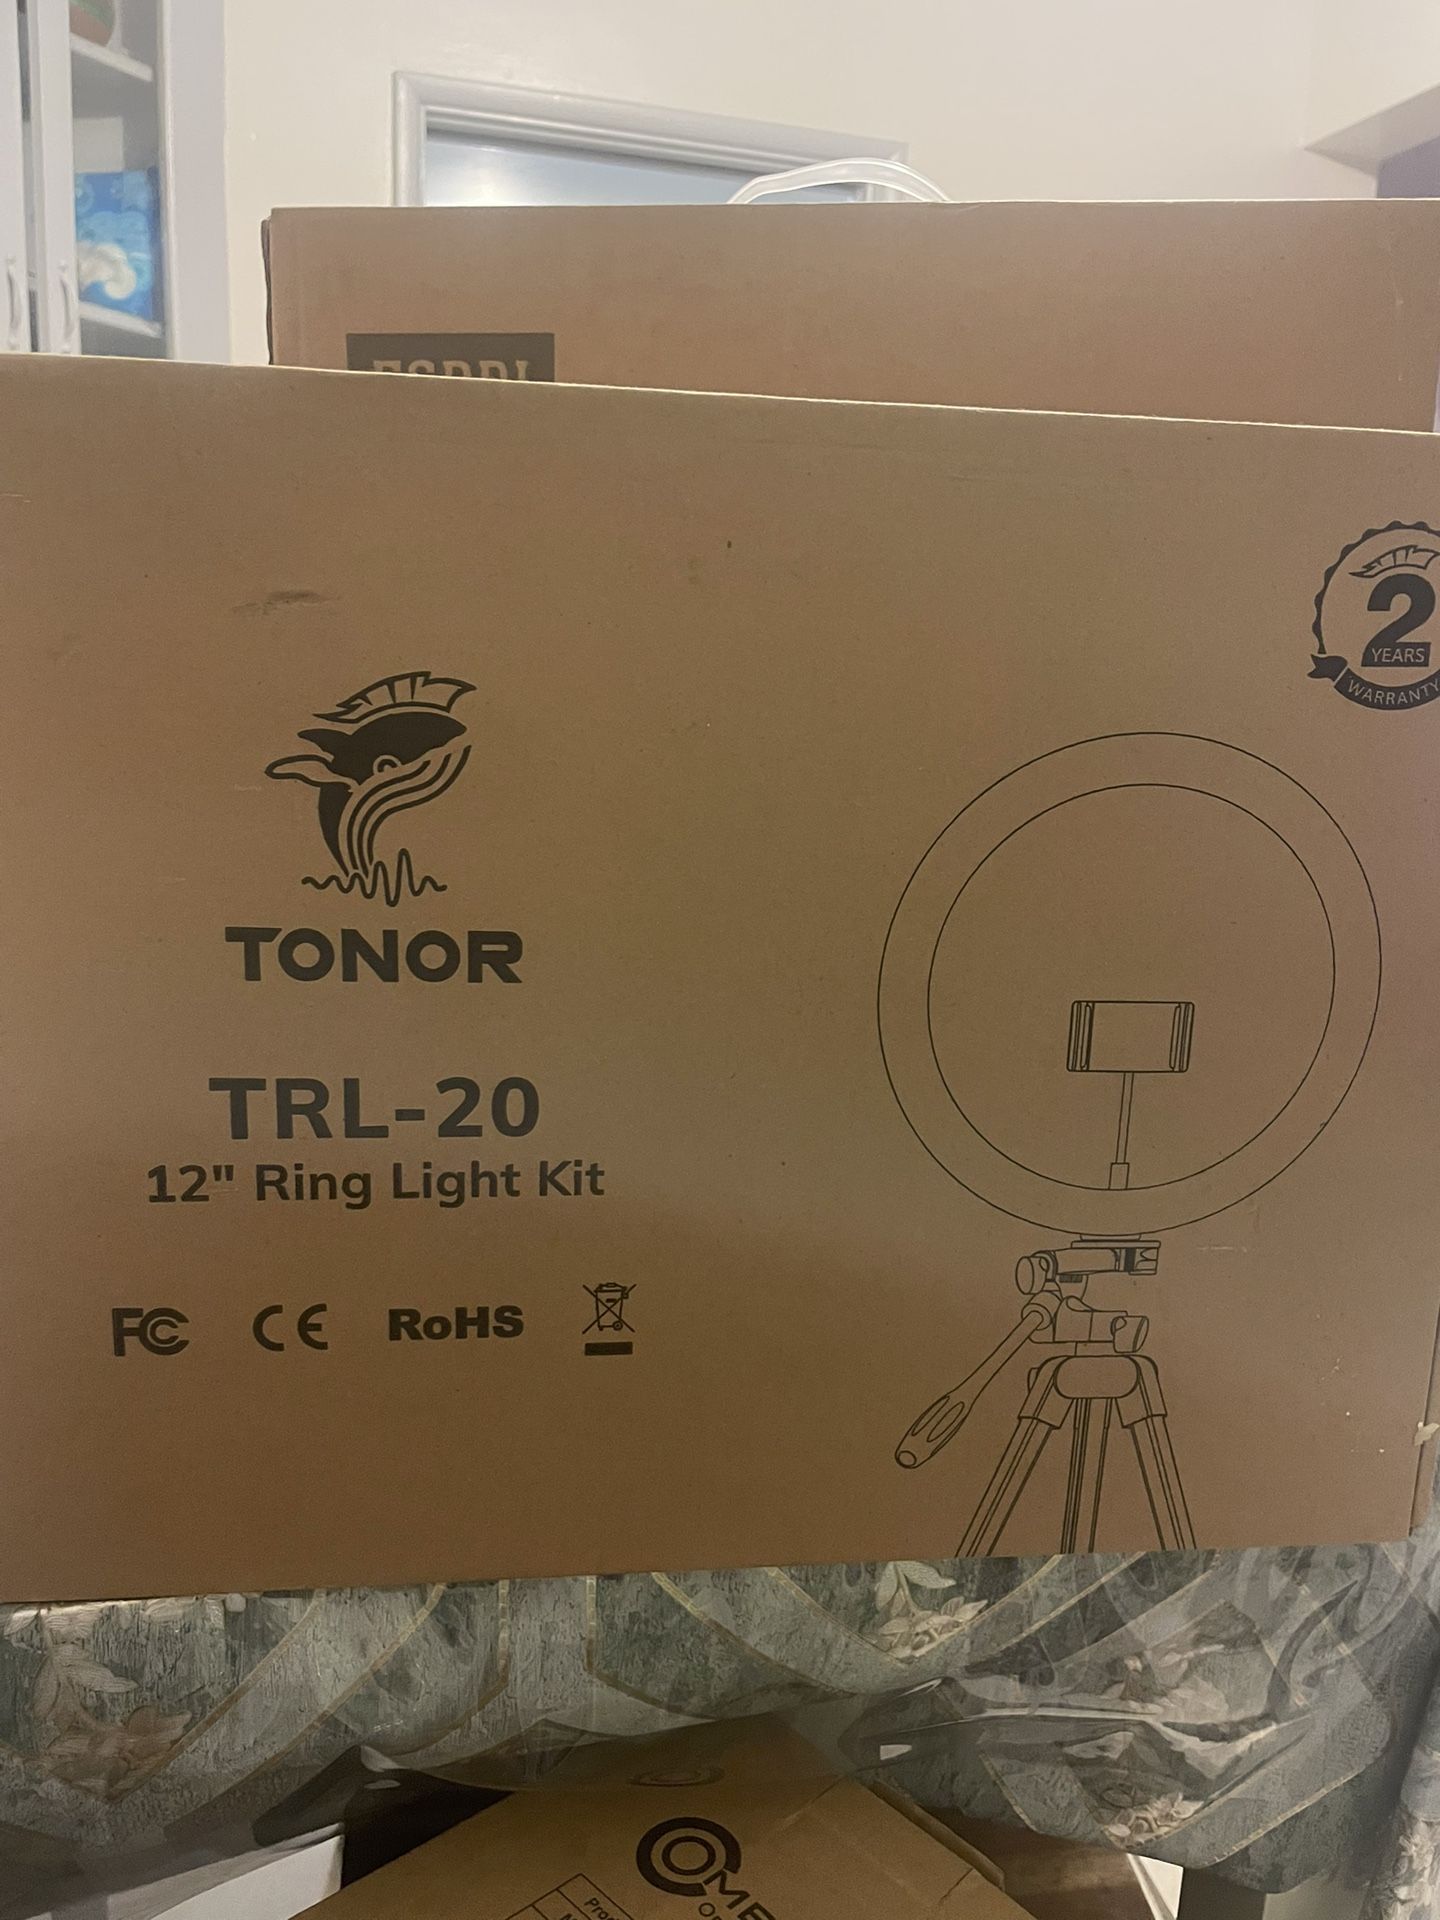 2
YEARS
WARRANTY
TONOR
TRL-20
12" Ring Light Kit
FC CE RoHS